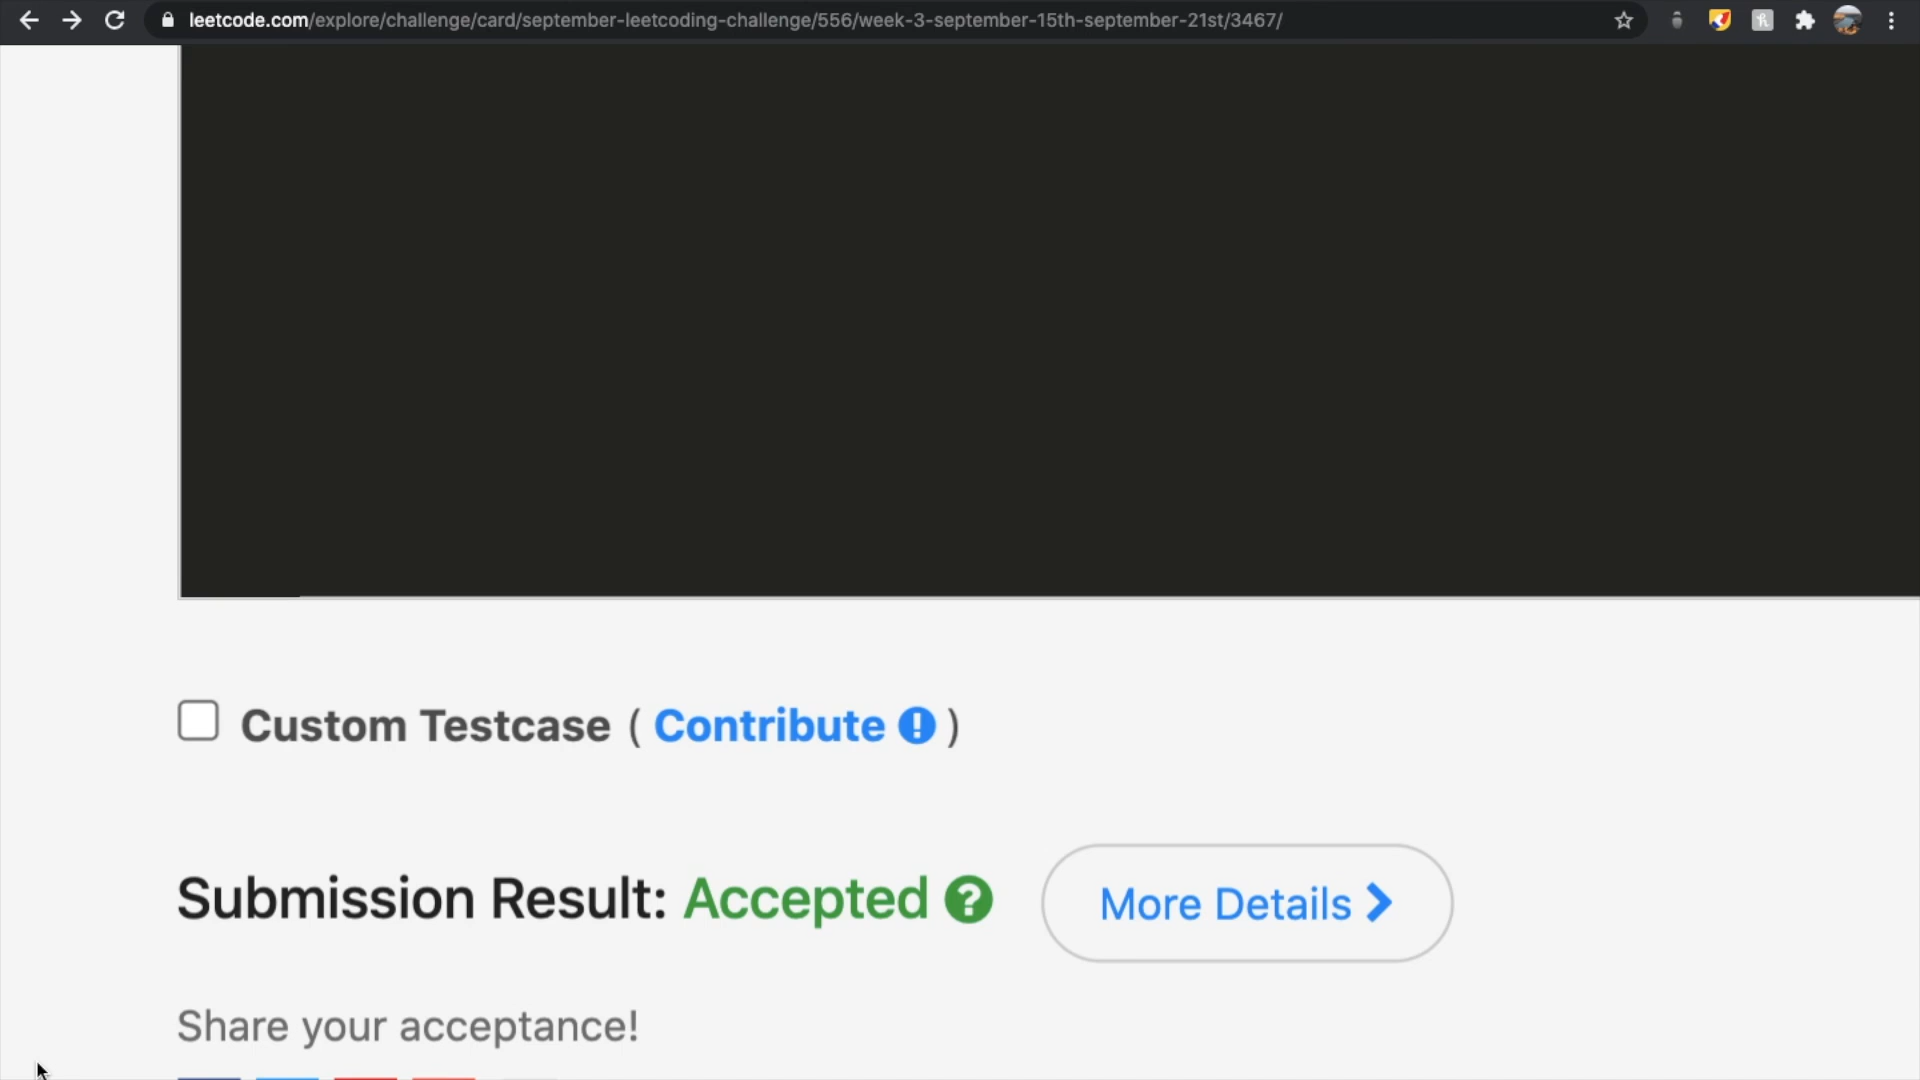 leetcode.com/explore/challenge/card/september-leetcoding-challenge/556/week-3-september-15th-september-21st/3467/
Custom Testcase ( Contribute ! )
Submission Result: Accepted ? More Details
Share your acceptance!